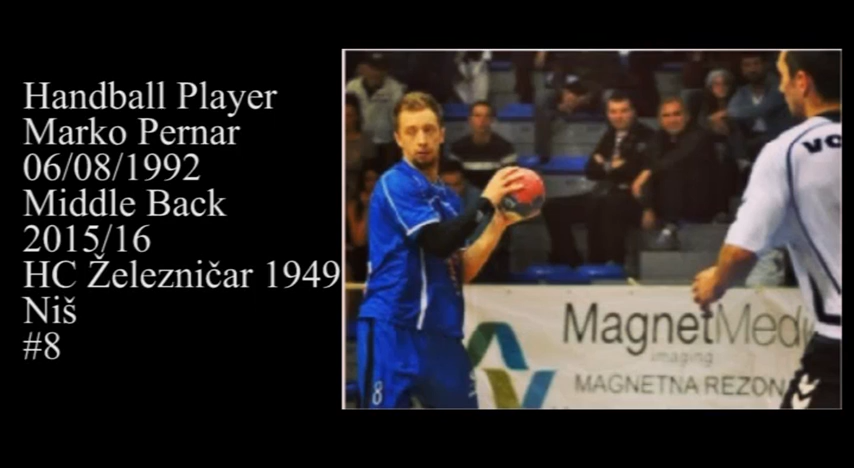 Handball Player
Marko Pernar
06/08/1992
Middle Back
2015/16
HC Železničar 1949
Niš
#8
MagnetMedi
imaging
MAGNETNA REZON
8